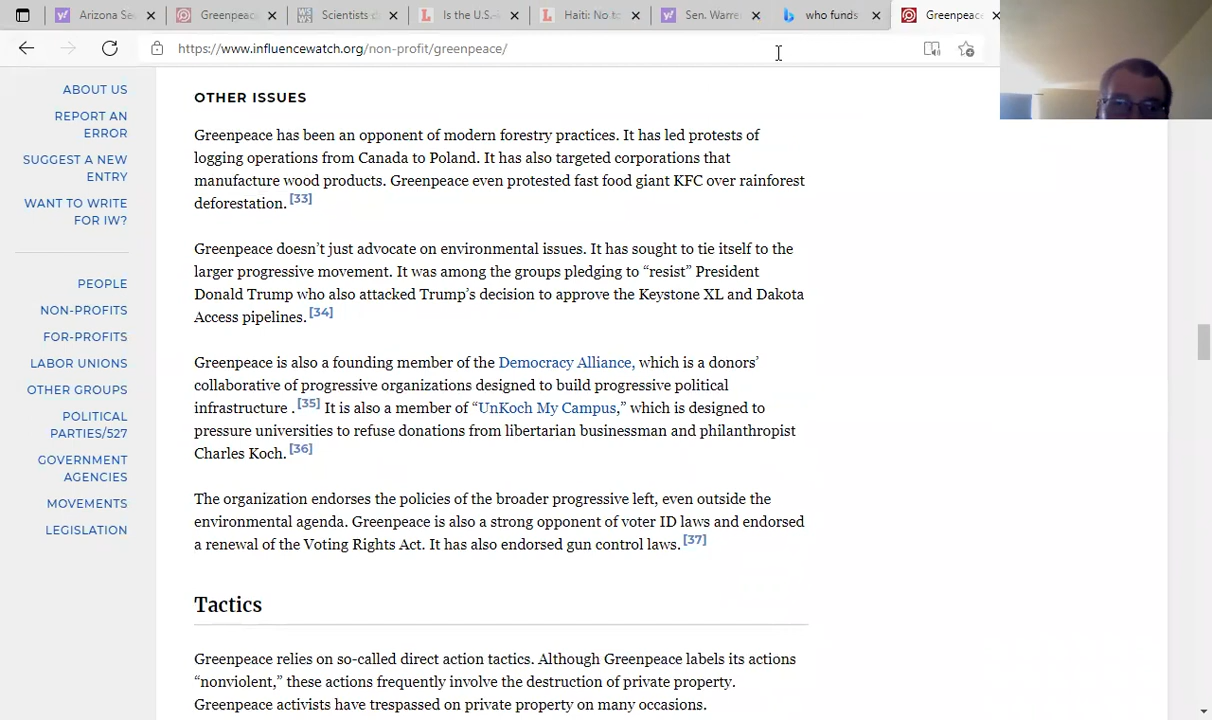 Arizona Se
Greenpeac
Scientists
Is the U.S.
Haiti: No to
Sen. Warre
who funds
Greenpeac
https://www.influencewatch.org/non-profit/greenpeace/
ABOUT US
REPORT AN
ERROR
SUGGEST A NEW
ENTRY
WANT TO WRITE
FOR IW?
PEOPLE
NON-PROFITS
FOR-PROFITS
LABOR UNIONS
OTHER GROUPS
POLITICAL
PARTIES/527
GOVERNMENT
AGENCIES
MOVEMENTS
LEGISLATION
OTHER ISSUES
Greenpeace has been an opponent of modern forestry practices. It has led protests of
logging operations from Canada to Poland. It has also targeted corporations that
manufacture wood products. Greenpeace even protested fast food giant KFC over rainforest
deforestation. [33]
Greenpeace doesn’t just advocate on environmental issues. It has sought to tie itself to the
larger progressive movement. It was among the groups pledging to “resist” President
Donald Trump who also attacked Trump’s decision to approve the Keystone XL and Dakota
Access pipelines. [34]
Greenpeace is also a founding member of the Democracy Alliance, which is a donors’
collaborative of progressive organizations designed to build progressive political
infrastructure . [35] It is also a member of “UnKoch My Campus,” which is designed to
pressure universities to refuse donations from libertarian businessman and philanthropist
Charles Koch. [36]
The organization endorses the policies of the broader progressive left, even outside the
environmental agenda. Greenpeace is also a strong opponent of voter ID laws and endorsed
a renewal of the Voting Rights Act. It has also endorsed gun control laws. [37]
Tactics
Greenpeace relies on so-called direct action tactics. Although Greenpeace labels its actions
“nonviolent,” these actions frequently involve the destruction of private property.
Greenpeace activists have trespassed on private property on many occasions.